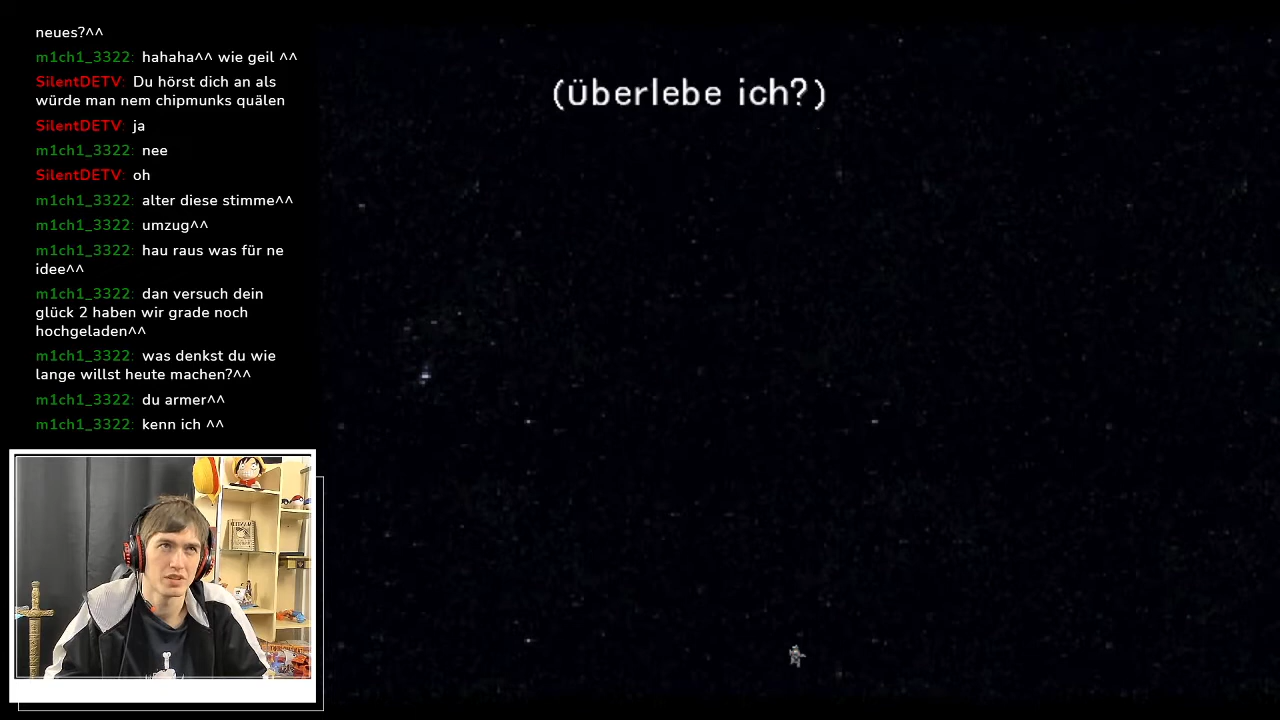 neues?^^
m1ch1_3322: hahaha^^ wie geil ^^
SilentDETV: Du hörst dich an als
würde man nem chipmunks quälen
SilentDETV: ja
m1ch1_3322: nee
SilentDETV: oh
m1ch1_3322: alter diese stimme^^
m1ch1_3322: umzug^^
m1ch1_3322: hau raus was für ne
idee^^
m1ch1_3322: dan versuch dein
glück 2 haben wir grade noch
hochgeladen^^
m1ch1_3322: was denkst du wie
lange willst heute machen?^^
m1ch1_3322: du armer^^
m1ch1_3322: kenn ich ^^
(Überlebe ich?)